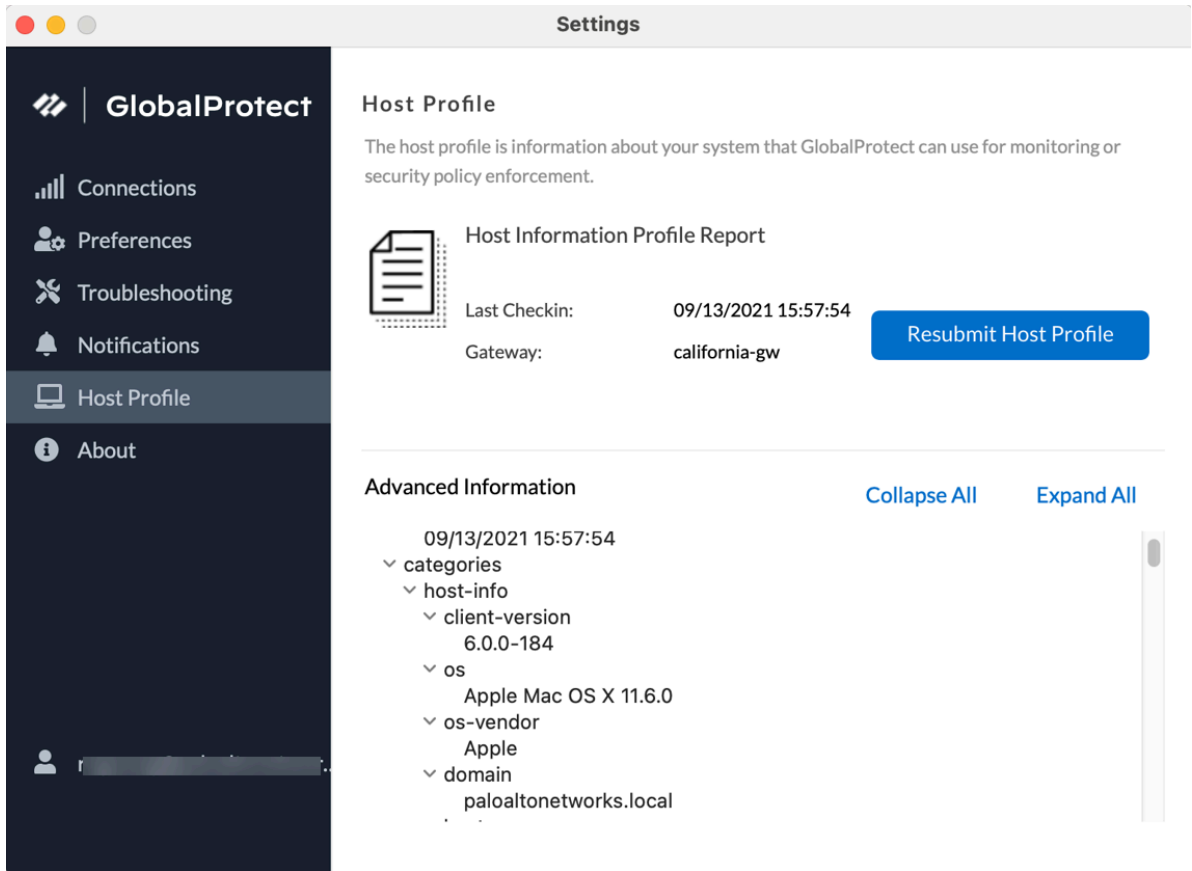 Settings
GlobalProtect
Connections
Preferences
Troubleshooting
Notifications
Host Profile
About
Host Profile
The host profile is information about your system that GlobalProtect can use for monitoring or
security policy enforcement.
Host Information Profile Report
Last Checkin: 09/13/2021 15:57:54
Gateway: california-gw
Resubmit Host Profile
Advanced Information
Collapse All
Expand All
09/13/2021 15:57:54
categories
host-info
client-version
6.0.0-184
os
Apple Mac OS X 11.6.0
os-vendor
Apple
domain
paloaltonetworks.local